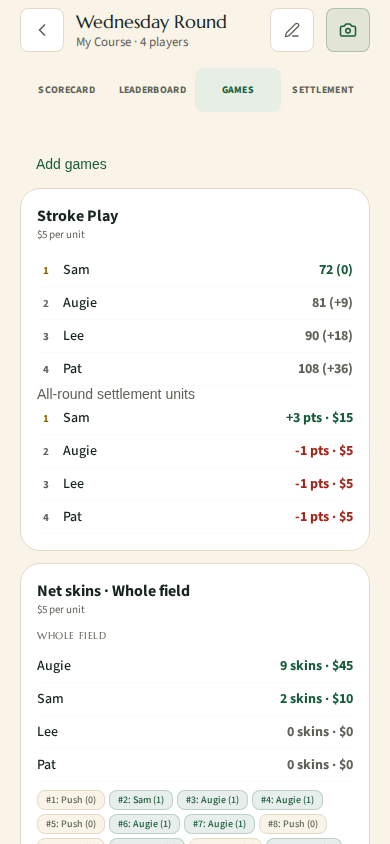 Wednesday Round
My Course · 4 players
SCORECARD LEADERBOARD GAMES SETTLEMENT
Add games
Stroke Play
$5 per unit
1 Sam 72 (0)
2 Augie 81 (+9)
3 Lee 90 (+18)
4 Pat 108 (+36)
All-round settlement units
1 Sam +3 pts · $15
2 Augie -1 pts · $5
3 Lee -1 pts · $5
4 Pat -1 pts · $5
Net skins · Whole field
$5 per unit
WHOLE FIELD
Augie 9 skins · $45
Sam 2 skins · $10
Lee 0 skins · $0
Pat 0 skins · $0
#1: Push (0) #2: Sam (1) #3: Augie (1) #4: Augie (1)
#5: Push (0) #6: Augie (1) #7: Augie (1) #8: Push (0)